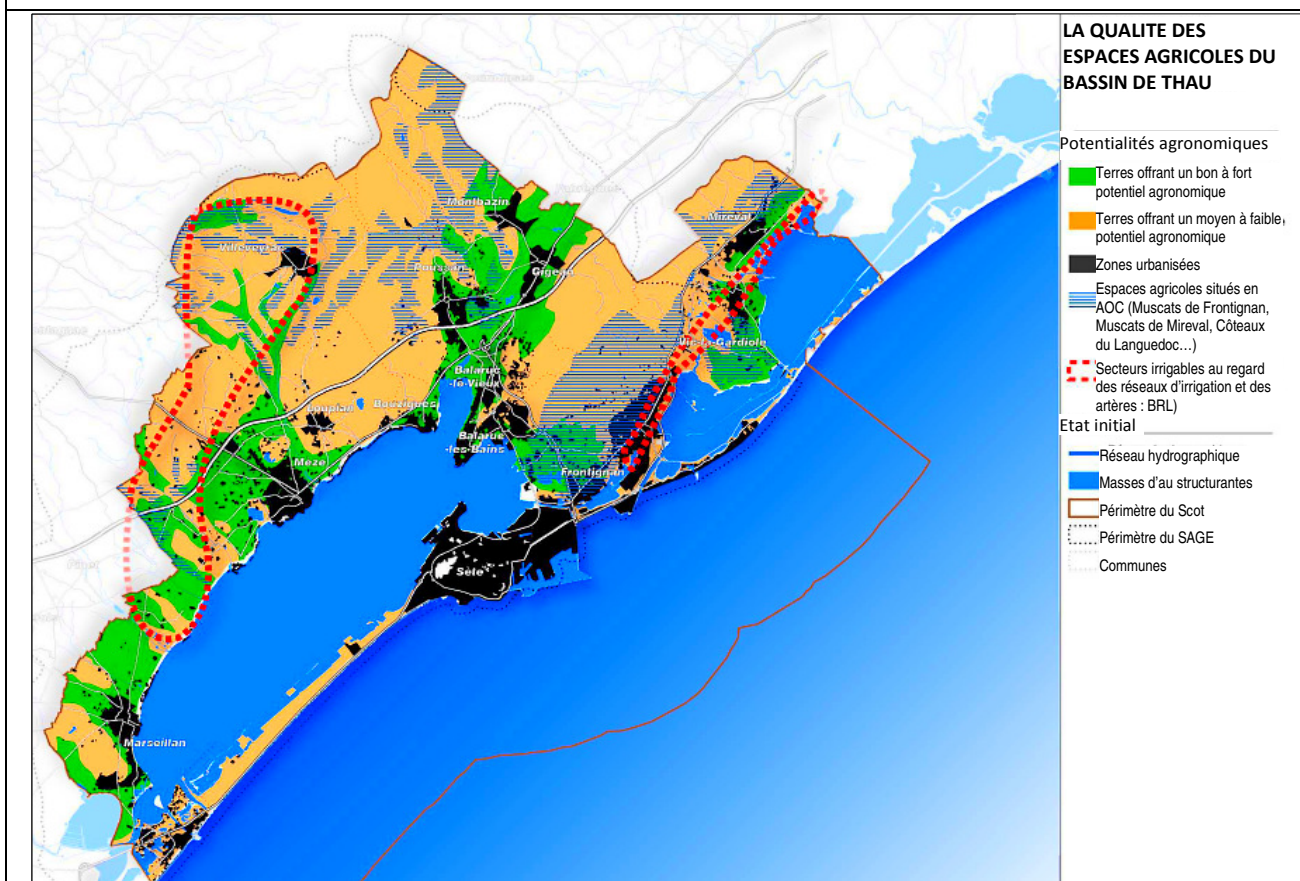 LA QUALITE DES
ESPACES AGRICOLES DU
BASSIN DE THAU
Potentialités agronomiques
Terres offrant un bon à fort
potentiel agronomique
Terres offrant un moyen à faible,
potentiel agronomique
Zones urbanisées
Espaces agricoles situés en
AOC (Muscats de Frontignan,
Muscats de Mireval, Côteaux
du Languedoc…)
Secteurs irrigables au regard
des réseaux d'irrigation et des
artères : BRL)
Etat initial
Réseau hydrographique
Masses d'au structurantes
Périmètre du Scot
Périmètre du SAGE
Communes
Montbazin
Mireval
Villeveyrac
Poussan
Gigean
Vic-la-Gardiole
Balaruc
-le-Vieux
Bouzigues
Loupian
Balaruc
-les-Bains
Mèze
Frontignan
Sète
Marseillan